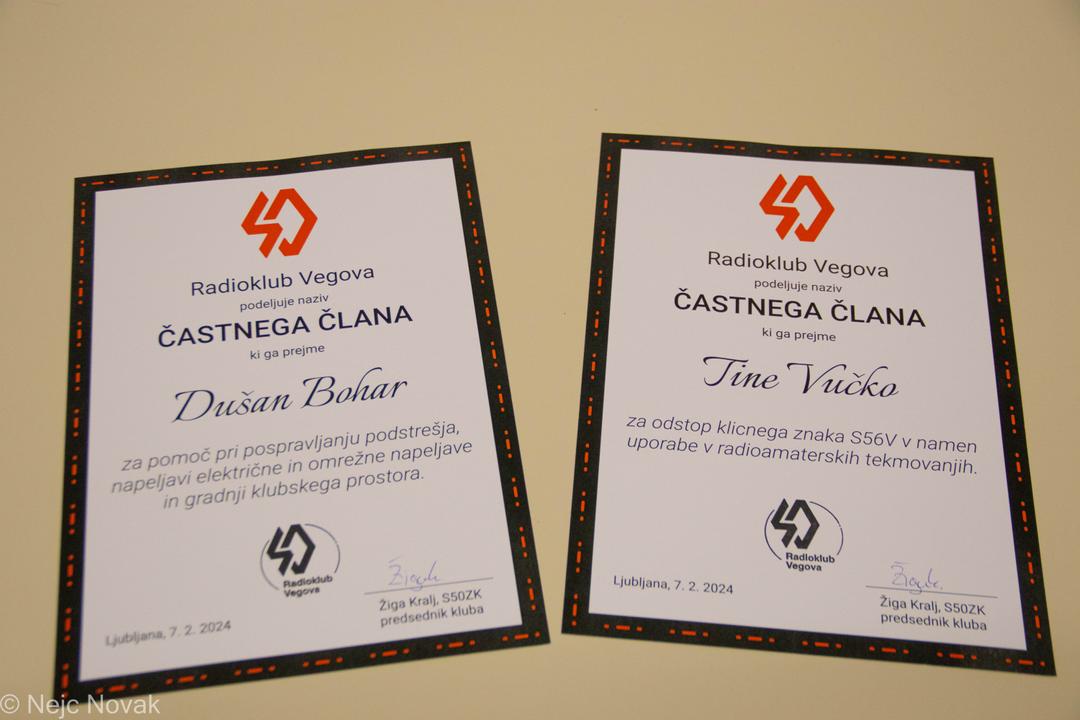 Radioklub Vegova
podeljuje naziv
ČASTNEGA ČLANA
ki ga prejme
Dušan Bohar
za pomoč pri pospravljanju podstrešja,
napeljavi električne in omrežne napeljave
in gradnji klubskega prostora.
Radioklub
Vegova
Žiga Kralj, S50ZK
predsednik kluba
Ljubljana, 7. 2. 2024
Radioklub Vegova
podeljuje naziv
ČASTNEGA ČLANA
ki ga prejme
Tine Vučko
za odstop klicnega znaka S56V v namen
uporabe v radioamaterskih tekmovanjih.
Radioklub
Vegova
Ljubljana, 7. 2. 2024
Žiga Kralj, S50ZK
predsednik kluba
© Nejc Novak